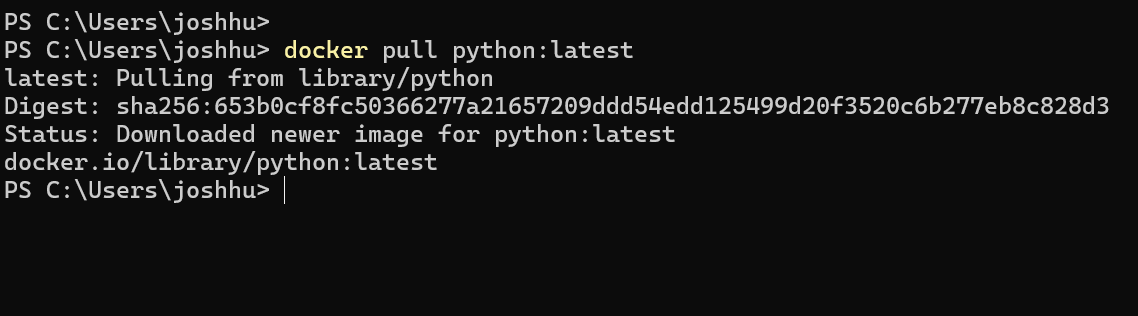 PS C:\Users\joshhu>
PS C:\Users\joshhu> docker pull python:latest
latest: Pulling from library/python
Digest: sha256:653b0cf8fc50366277a21657209ddd54edd125499d20f3520c6b277eb8c828d3
Status: Downloaded newer image for python:latest
docker.io/library/python:latest
PS C:\Users\joshhu>